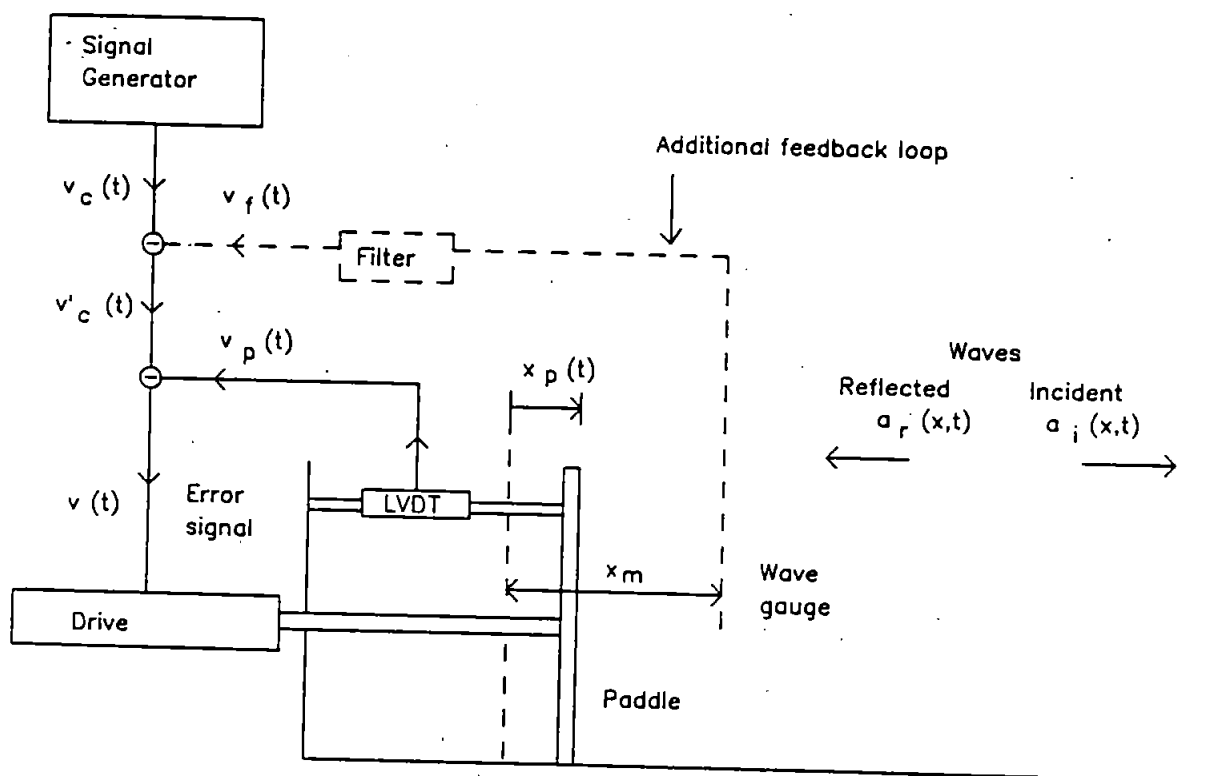 Signal
Generator
Additional feedback loop
v c (t)
v f (t)
Filter
v' c (t)
v p (t)
x p (t)
Waves
Reflected
a r (x,t)
Incident
a i (x,t)
v (t)
Error
signal
LVDT
x m
Wave
gauge
Drive
Paddle